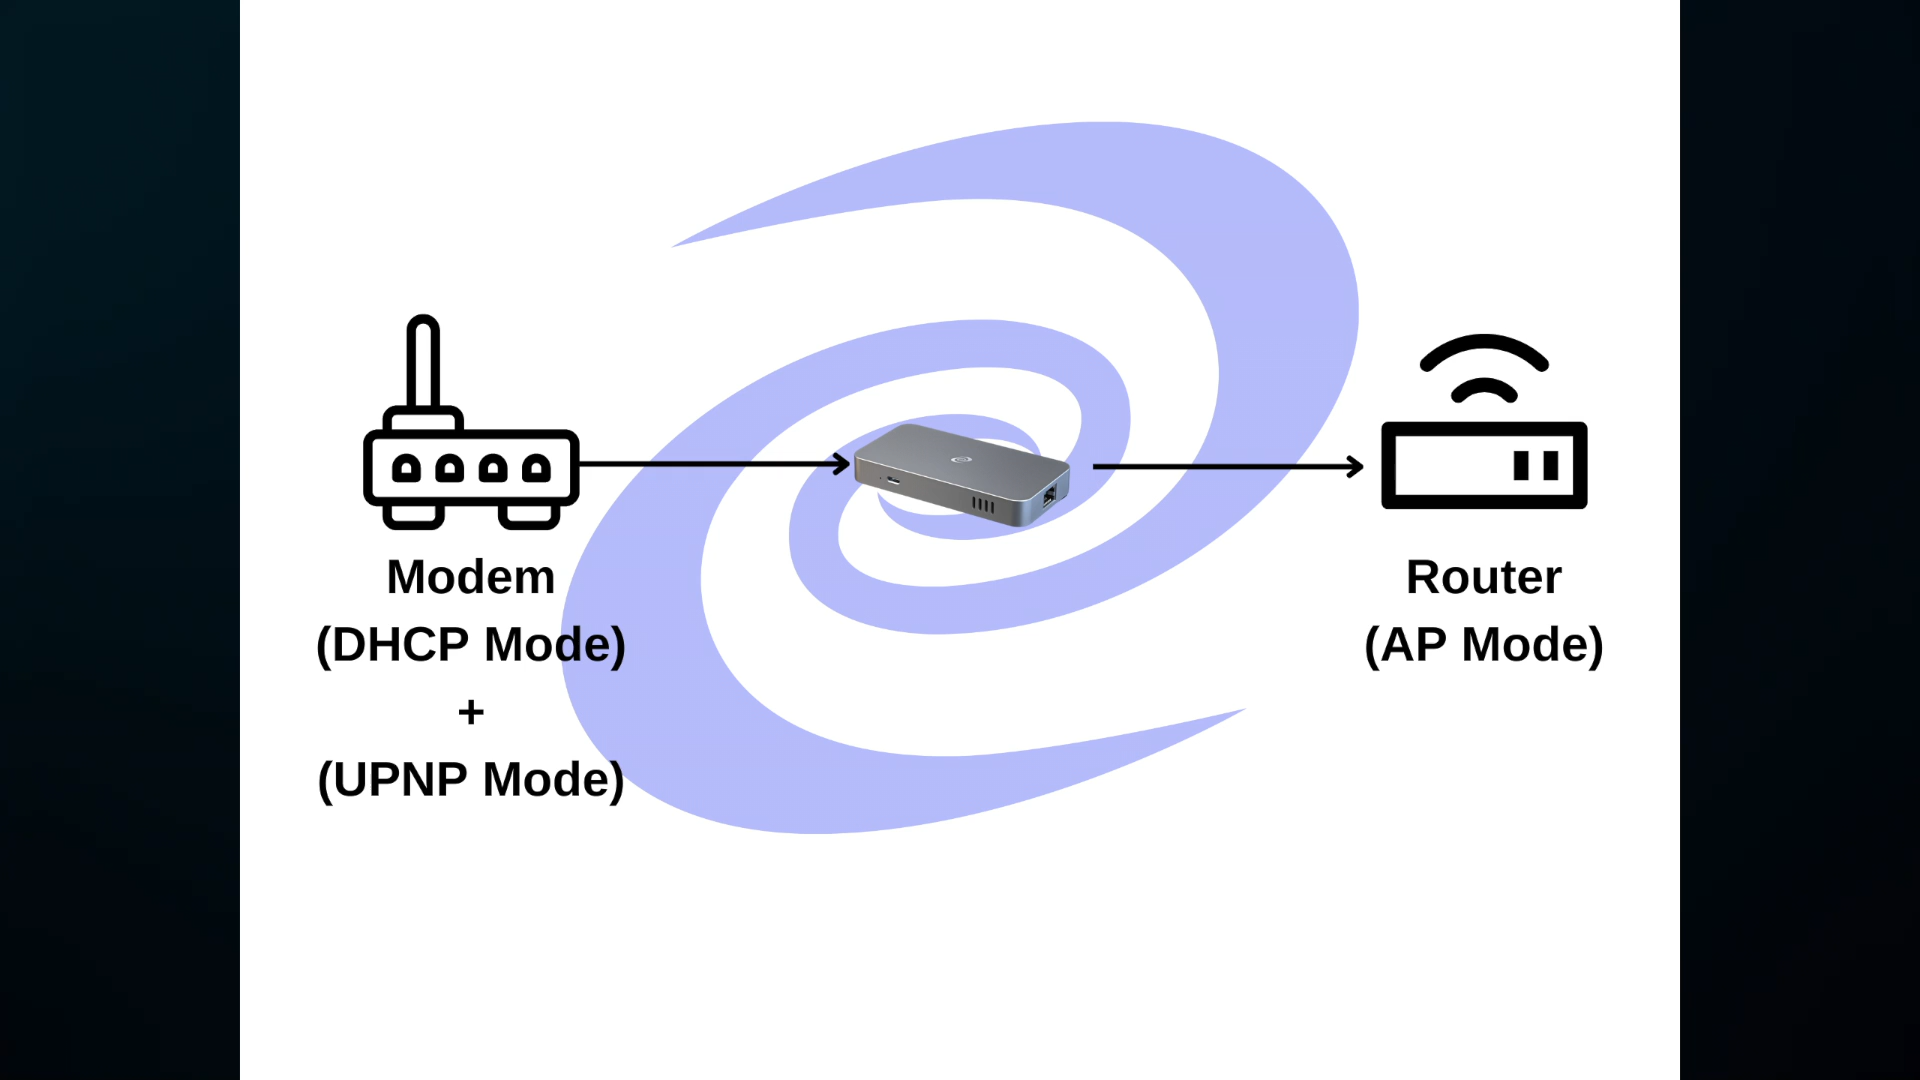 Modem
(DHCP Mode)
+
(UPNP Mode)
Router
(AP Mode)